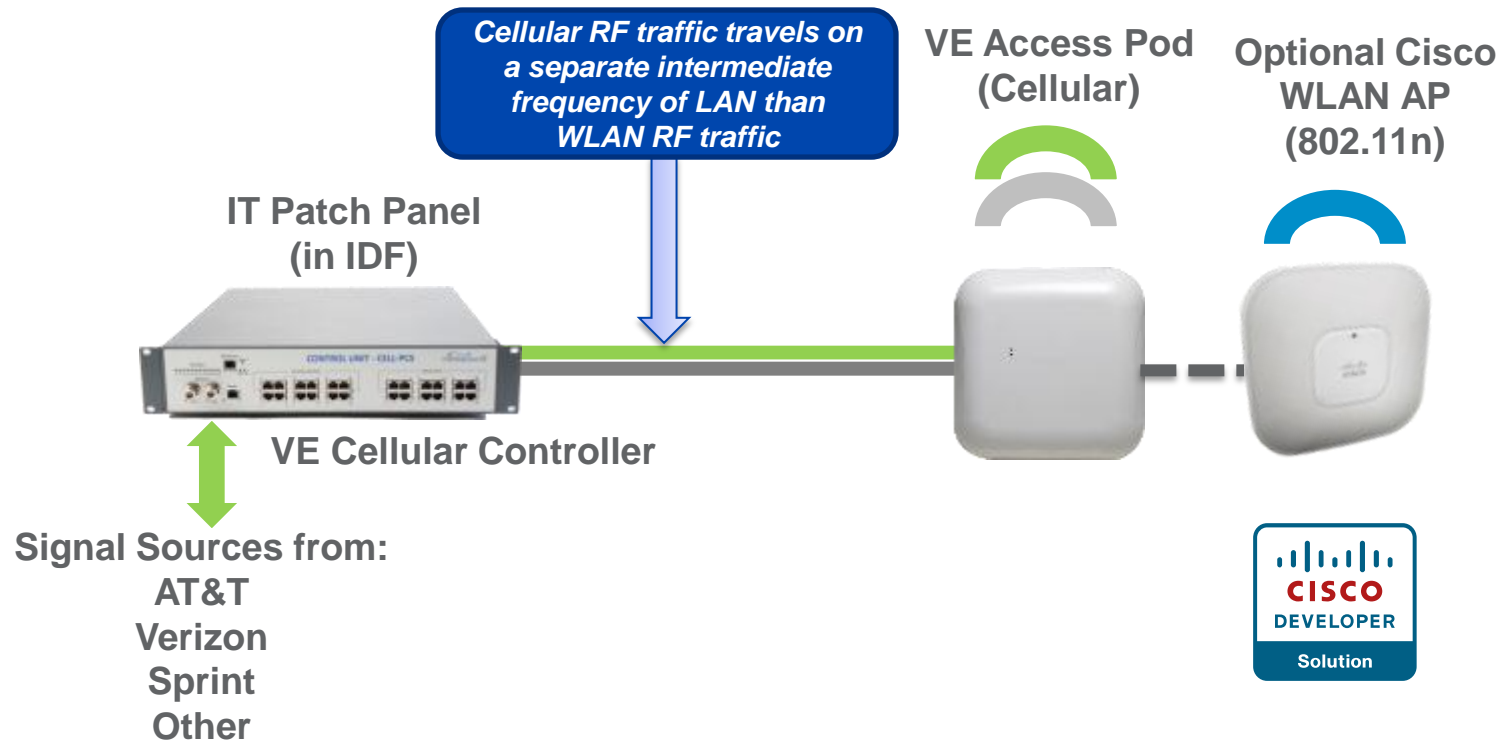 Cellular RF traffic travels on
a separate intermediate
frequency of LAN than
WLAN RF traffic
VE Access Pod
(Cellular)
Optional Cisco
WLAN AP
(802.11n)
IT Patch Panel
(in IDF)
CONTROL UNIT - CELL-PCS
VE Cellular Controller
Signal Sources from:
AT&T
Verizon
Sprint
Other
CISCO
DEVELOPER
Solution